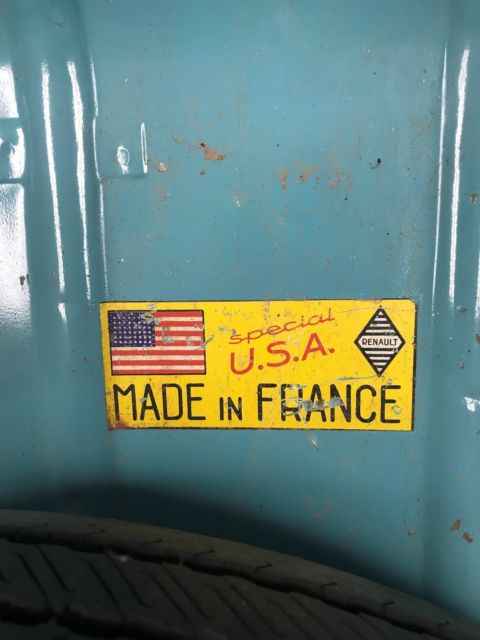 special
U.S.A.
RENAULT
MADE IN FRANCE